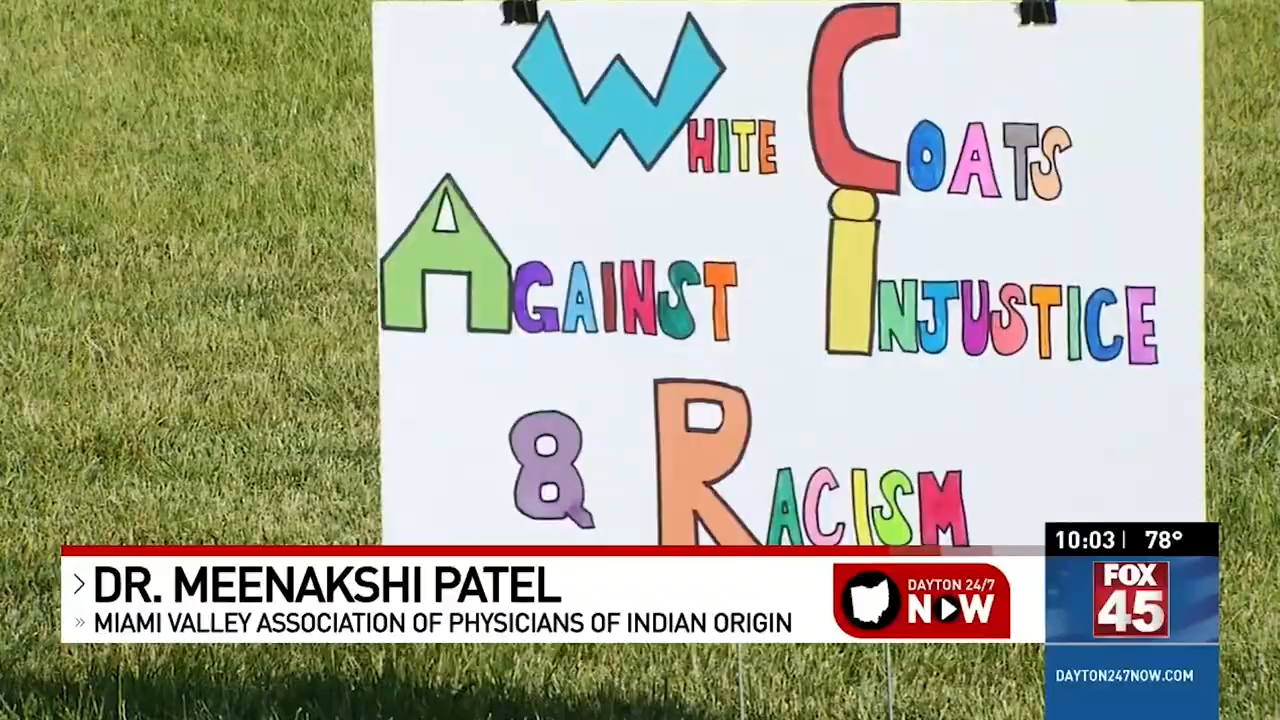 WHITE COATS
AGAINST INJUSTICE
& RACISM
DR. MEENAKSHI PATEL
MIAMI VALLEY ASSOCIATION OF PHYSICIANS OF INDIAN ORIGIN
DAYTON 24/7
NOW
10:03 78°
FOX
45
DAYTON247NOW.COM